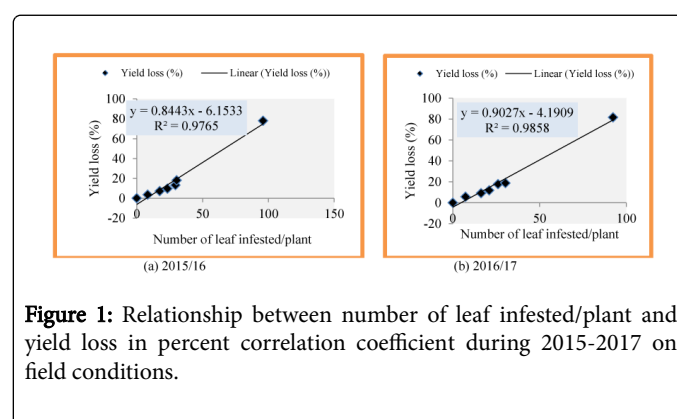 Yield loss (%) Linear (Yield loss (%))
100
80
60
40
20
0
-20
y = 0.8443x - 6.1533
R² = 0.9765
Yield loss (%)
0 50 100 150
Number of leaf infested/plant
(a) 2015/16
Yield loss (%) Linear (Yield loss (%))
100
80
60
40
20
0
-20
y = 0.9027x - 4.1909
R² = 0.9858
Yield loss (%)
0 50 100
Number of leaf infested/plant
(b) 2016/17
Figure 1: Relationship between number of leaf infested/plant and
yield loss in percent correlation coefficient during 2015-2017 on
field conditions.